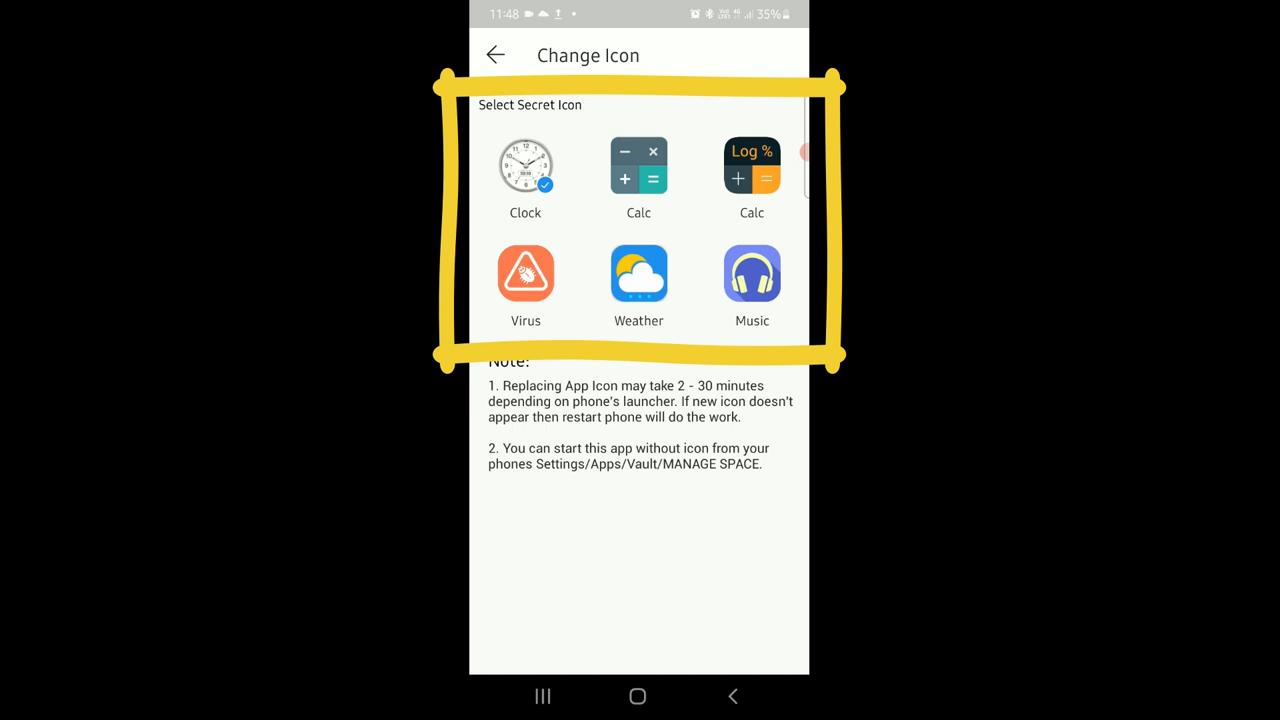 11:48 35%
Change Icon
Select Secret Icon
Log %
Clock Calc Calc
Virus Weather Music
Note:
1. Replacing App Icon may take 2 - 30 minutes
depending on phone's launcher. If new icon doesn't
appear then restart phone will do the work.
2. You can start this app without icon from your
phones Settings/Apps/Vault/MANAGE SPACE.